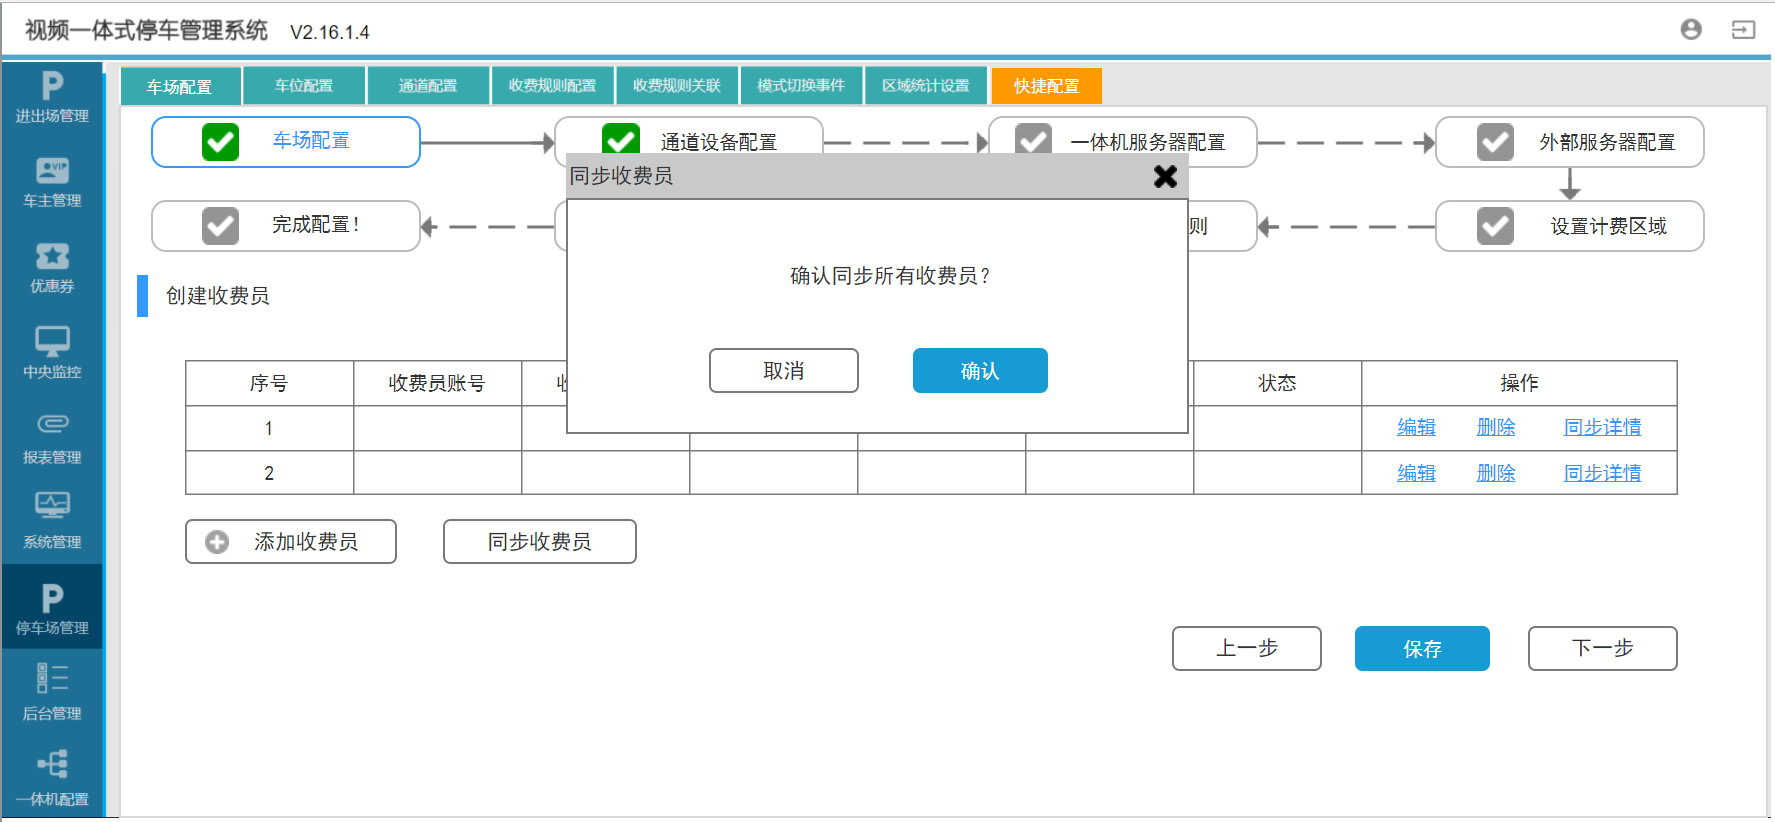 视频一体式停车管理系统 V2.16.1.4
进出场管理
车主管理
优惠券
中央监控
报表管理
系统管理
停车场管理
后台管理
一体机配置
车场配置 车位配置 通道配置 收费规则配置 收费规则关联 模式切换事件 区域统计设置 快捷配置
车场配置 通道设备配置 一体机服务器配置 外部服务器配置
完成配置! 则 设置计费区域
创建收费员
同步收费员
确认同步所有收费员?
取消 确认
序号 收费员账号 状态 操作
1 编辑 删除 同步详情
2 编辑 删除 同步详情
添加收费员 同步收费员
上一步 保存 下一步